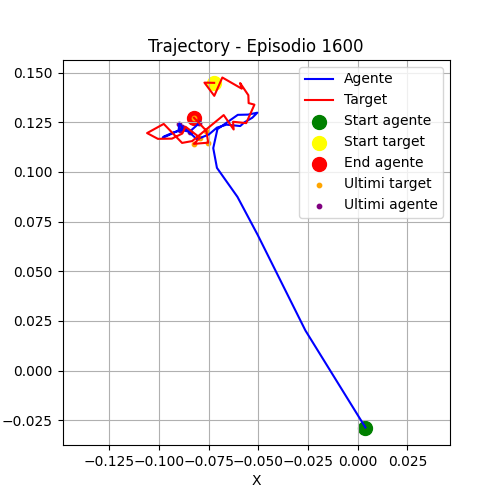 Trajectory - Episodio 1600
Agente
Target
Start agente
Start target
End agente
Ultimi target
Ultimi agente
0.150
0.125
0.100
0.075
0.050
0.025
0.000
−0.025
−0.125 −0.100 −0.075 −0.050 −0.025 0.000 0.025
X